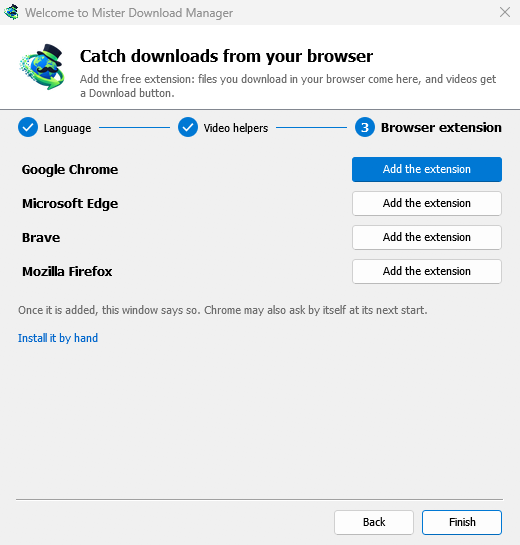 Welcome to Mister Download Manager
Catch downloads from your browser
Add the free extension: files you download in your browser come here, and videos get
a Download button.
Language
Video helpers
3 Browser extension
Google Chrome
Add the extension
Microsoft Edge
Add the extension
Brave
Add the extension
Mozilla Firefox
Add the extension
Once it is added, this window says so. Chrome may also ask by itself at its next start.
Install it by hand
Back
Finish